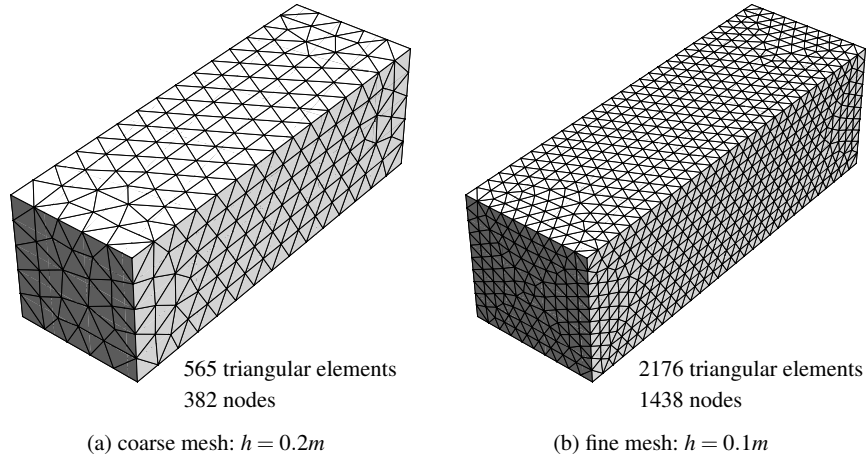 565 triangular elements
382 nodes
(a) coarse mesh: h = 0.2m
2176 triangular elements
1438 nodes
(b) fine mesh: h = 0.1m